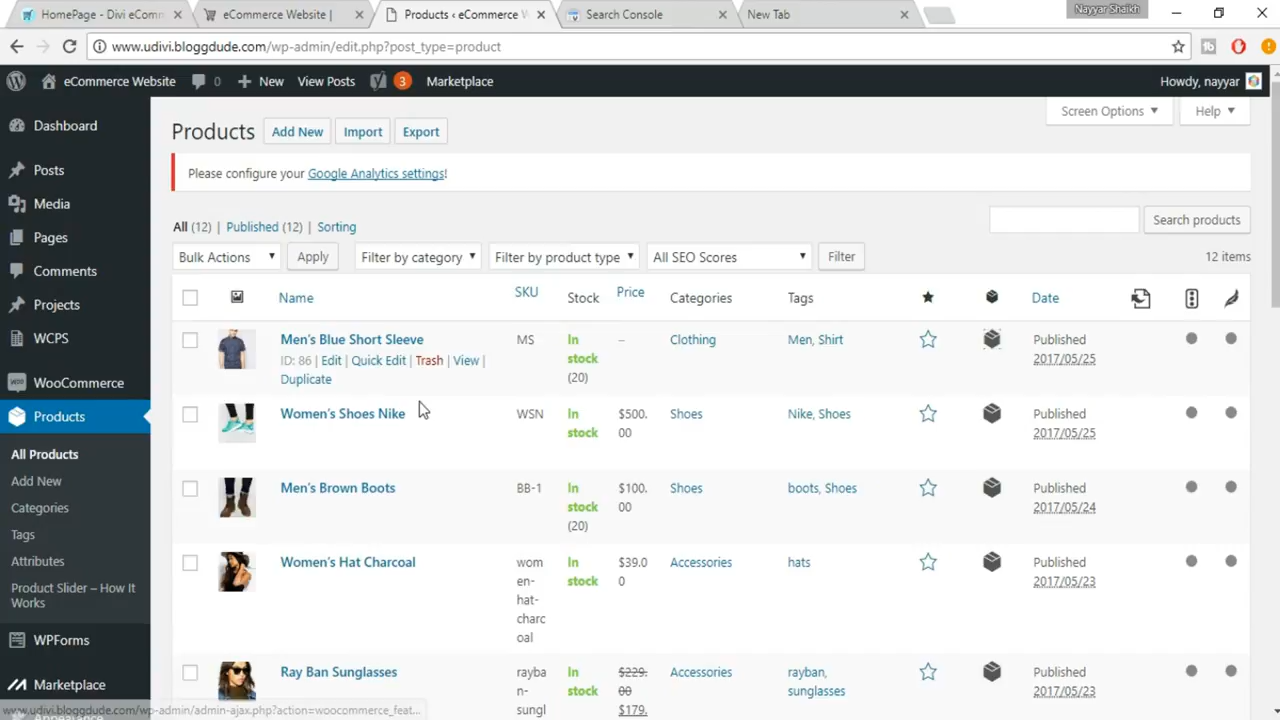 HomePage - Divi eComm
eCommerce Website |
Products ‹ eCommerce W
Search Console
New Tab
Nayyar Shaikh
www.udivi.bloggdude.com/wp-admin/edit.php?post_type=product
eCommerce Website
0
New
View Posts
3
Marketplace
Howdy, nayyar
Dashboard
Posts
Media
Pages
Comments
Projects
WCPS
WooCommerce
Products
All Products
Add New
Categories
Tags
Attributes
Product Slider – How It
Works
WPForms
Marketplace
Appearance
Screen Options
Help
Products
Add New
Import
Export
Please configure your Google Analytics settings!
All (12) | Published (12) | Sorting
Search products
Bulk Actions
Apply
Filter by category
Filter by product type
All SEO Scores
Filter
12 items
Name
SKU
Stock
Price
Categories
Tags
Date
Men's Blue Short Sleeve
ID: 86 | Edit | Quick Edit | Trash | View |
Duplicate
MS
In
stock
(20)
–
Clothing
Men, Shirt
Published
2017/05/25
Women's Shoes Nike
WSN
In
stock
$500.
00
Shoes
Nike, Shoes
Published
2017/05/25
Men's Brown Boots
BB-1
In
stock
(20)
$100.
00
Shoes
boots, Shoes
Published
2017/05/24
Women's Hat Charcoal
wom
en-
hat-
charc
oal
In
stock
$39.0
0
Accessories
hats
Published
2017/05/23
Ray Ban Sunglasses
rayba
n-
sungl
In
stock
$229.
00
$179.
Accessories
rayban,
sunglasses
Published
2017/05/23
www.udivi.bloggdude.com/wp-admin/admin-ajax.php?action=woocommerce_feat...